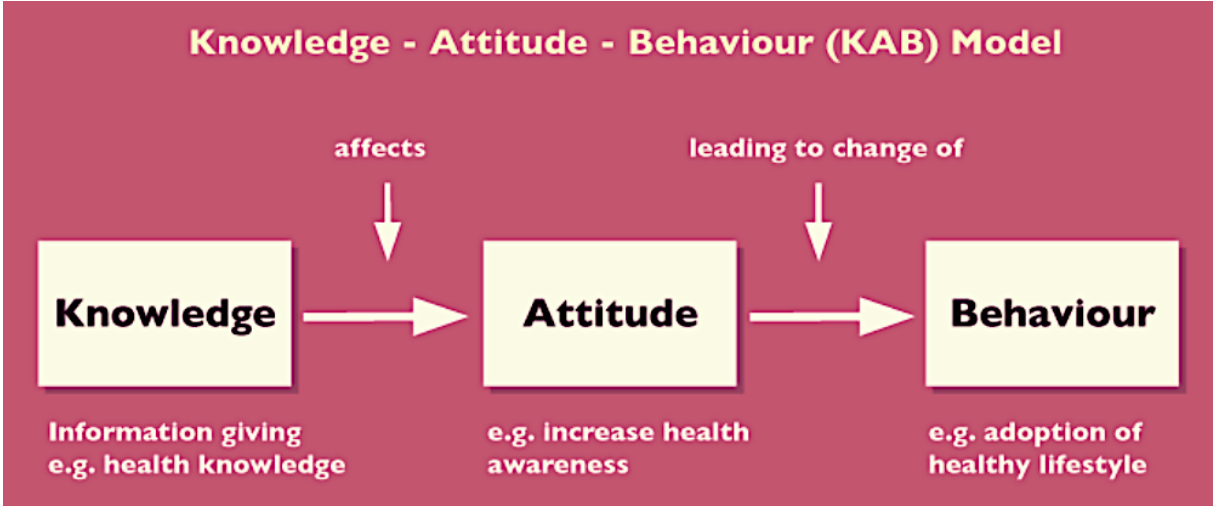 Knowledge - Attitude - Behaviour (KAB) Model
affects
leading to change of
Knowledge
Attitude
Behaviour
Information giving
e.g. health knowledge
e.g. increase health
awareness
e.g. adoption of
healthy lifestyle